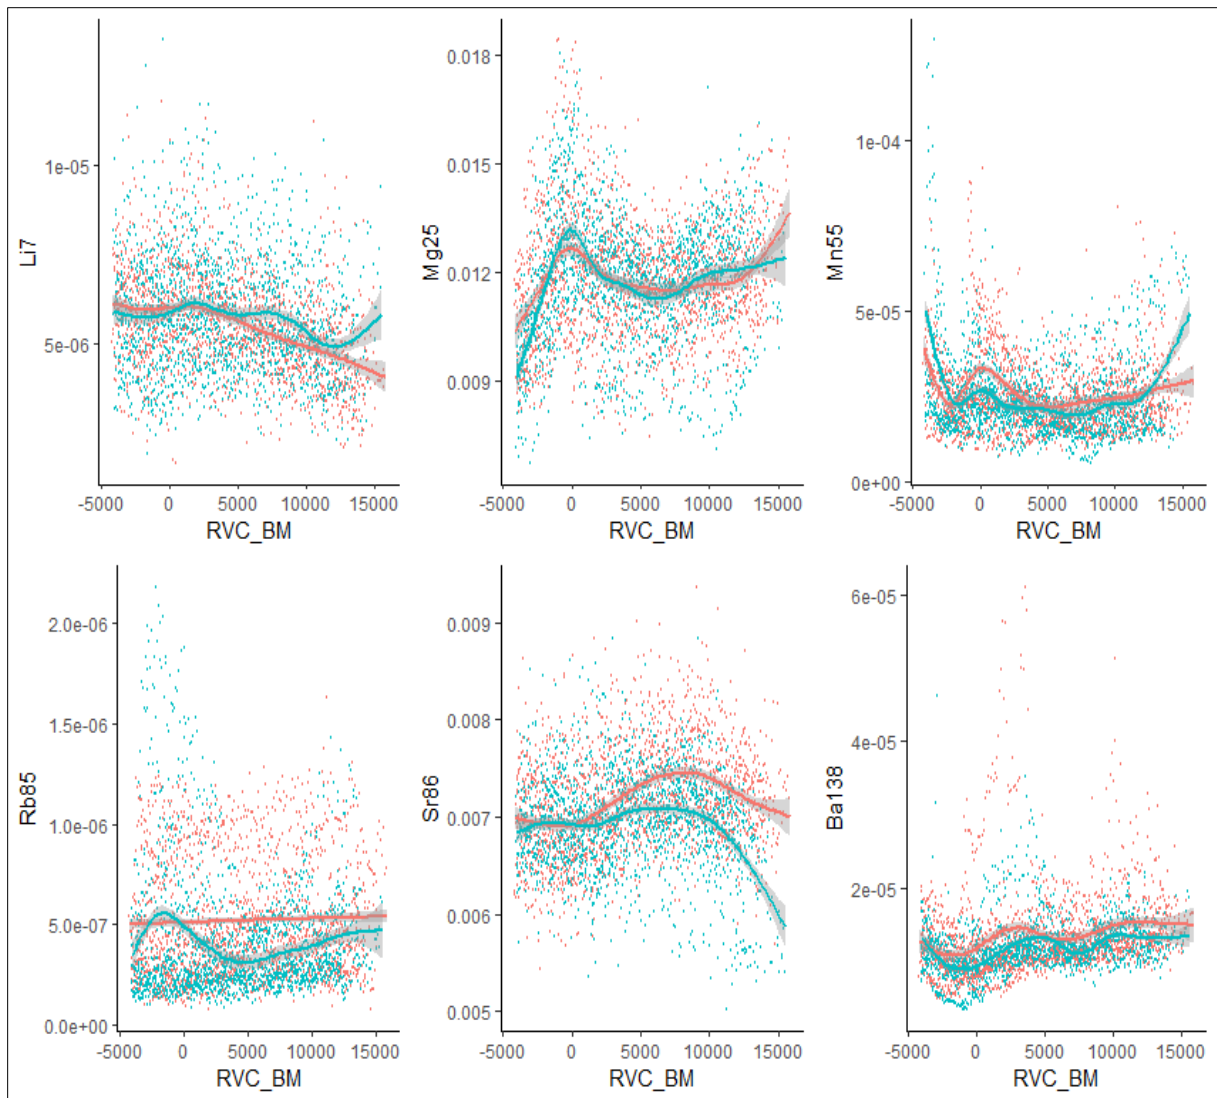 Li7
1e-05
5e-06
-5000 0 5000 10000 15000
RVC_BM
Mg25
0.018
0.015
0.012
0.009
-5000 0 5000 10000 15000
RVC_BM
Mn55
1e-04
5e-05
0e+00
-5000 0 5000 10000 15000
RVC_BM
Rb85
2.0e-06
1.5e-06
1.0e-06
5.0e-07
0.0e+00
-5000 0 5000 10000 15000
RVC_BM
Sr86
0.009
0.008
0.007
0.006
0.005
-5000 0 5000 10000 15000
RVC_BM
Ba138
6e-05
4e-05
2e-05
-5000 0 5000 10000 15000
RVC_BM